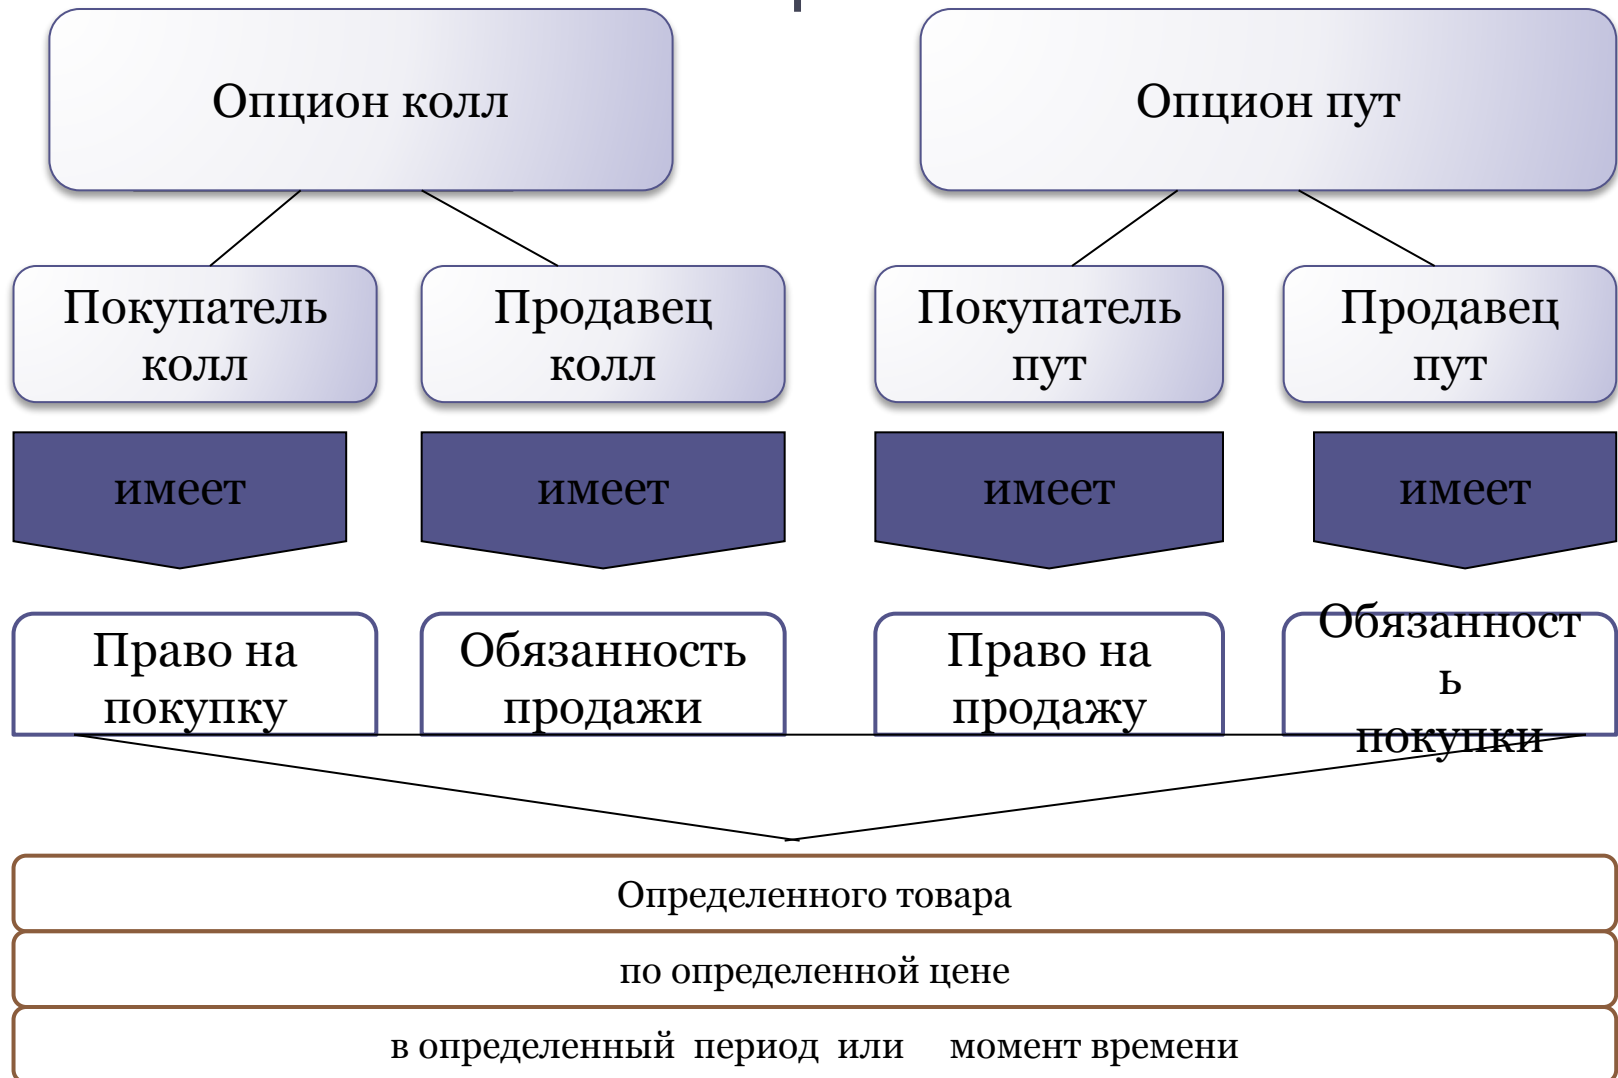 Опцион колл
Опцион пут
Покупатель
колл
Продавец
колл
Покупатель
пут
Продавец
пут
имеет
имеет
имеет
имеет
Право на
покупку
Обязанность
продажи
Право на
продажу
Обязанност
ь
покупки
Определенного товара
по определенной цене
в определенный период или момент времени